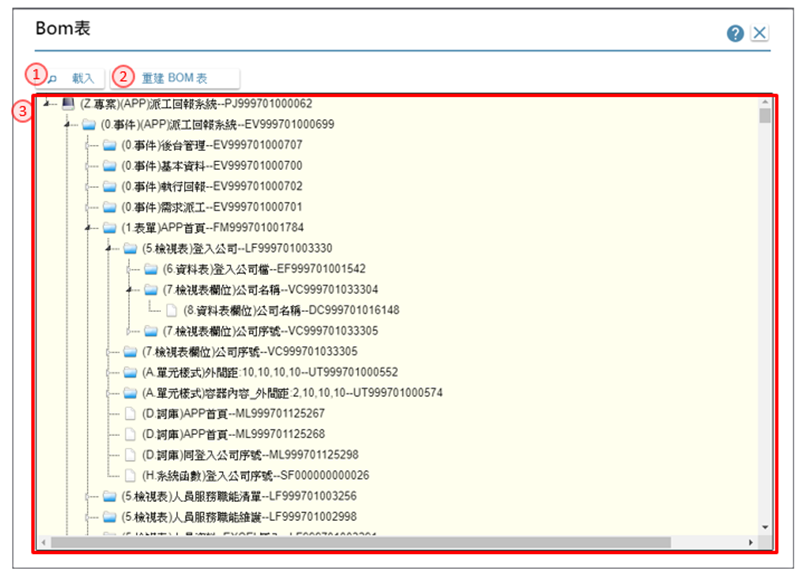 Bom表
?
1 載入 2 重建 BOM 表
3
(Z.專案)(APP)派工回報系統--PJ999701000062
(0.事件)(APP)派工回報系統--EV999701000699
(0.事件)後台管理--EV999701000707
(0.事件)基本資料--EV999701000700
(0.事件)執行回報--EV999701000702
(0.事件)需求派工--EV999701000701
(1.表單)APP首頁--FM999701001784
(5.檢視表)登入公司--LF999701003330
(6.資料表)登入公司檔--EF999701001542
(7.檢視表欄位)公司名稱--VC999701033304
(8.資料表欄位)公司名稱--DC999701016148
(7.檢視表欄位)公司序號--VC999701033305
(7.檢視表欄位)公司序號--VC999701033305
(A.單元樣式)外間距:10,10,10,10--UT999701000552
(A.單元樣式)容器內容_外間距:2,10,10,10--UT999701000574
(D.詞庫)APP首頁--ML999701125267
(D.詞庫)APP首頁--ML999701125268
(D.詞庫)同登入公司序號--ML999701125298
(H.系統函數)登入公司序號--SF000000000026
(5.檢視表)人員服務職能清單--LF999701003256
(5.檢視表)人員服務職能維護--LF999701002998